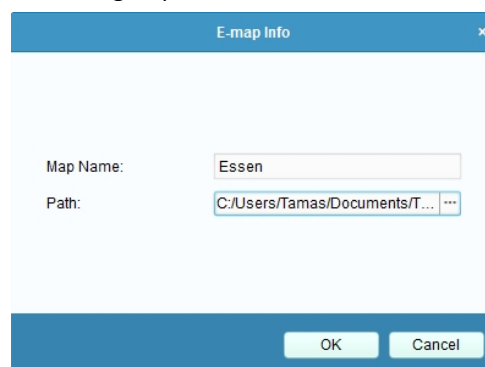 E-map Info ×
Map Name: Essen
Path: C:/Users/Tamas/Documents/T... ...
OK Cancel